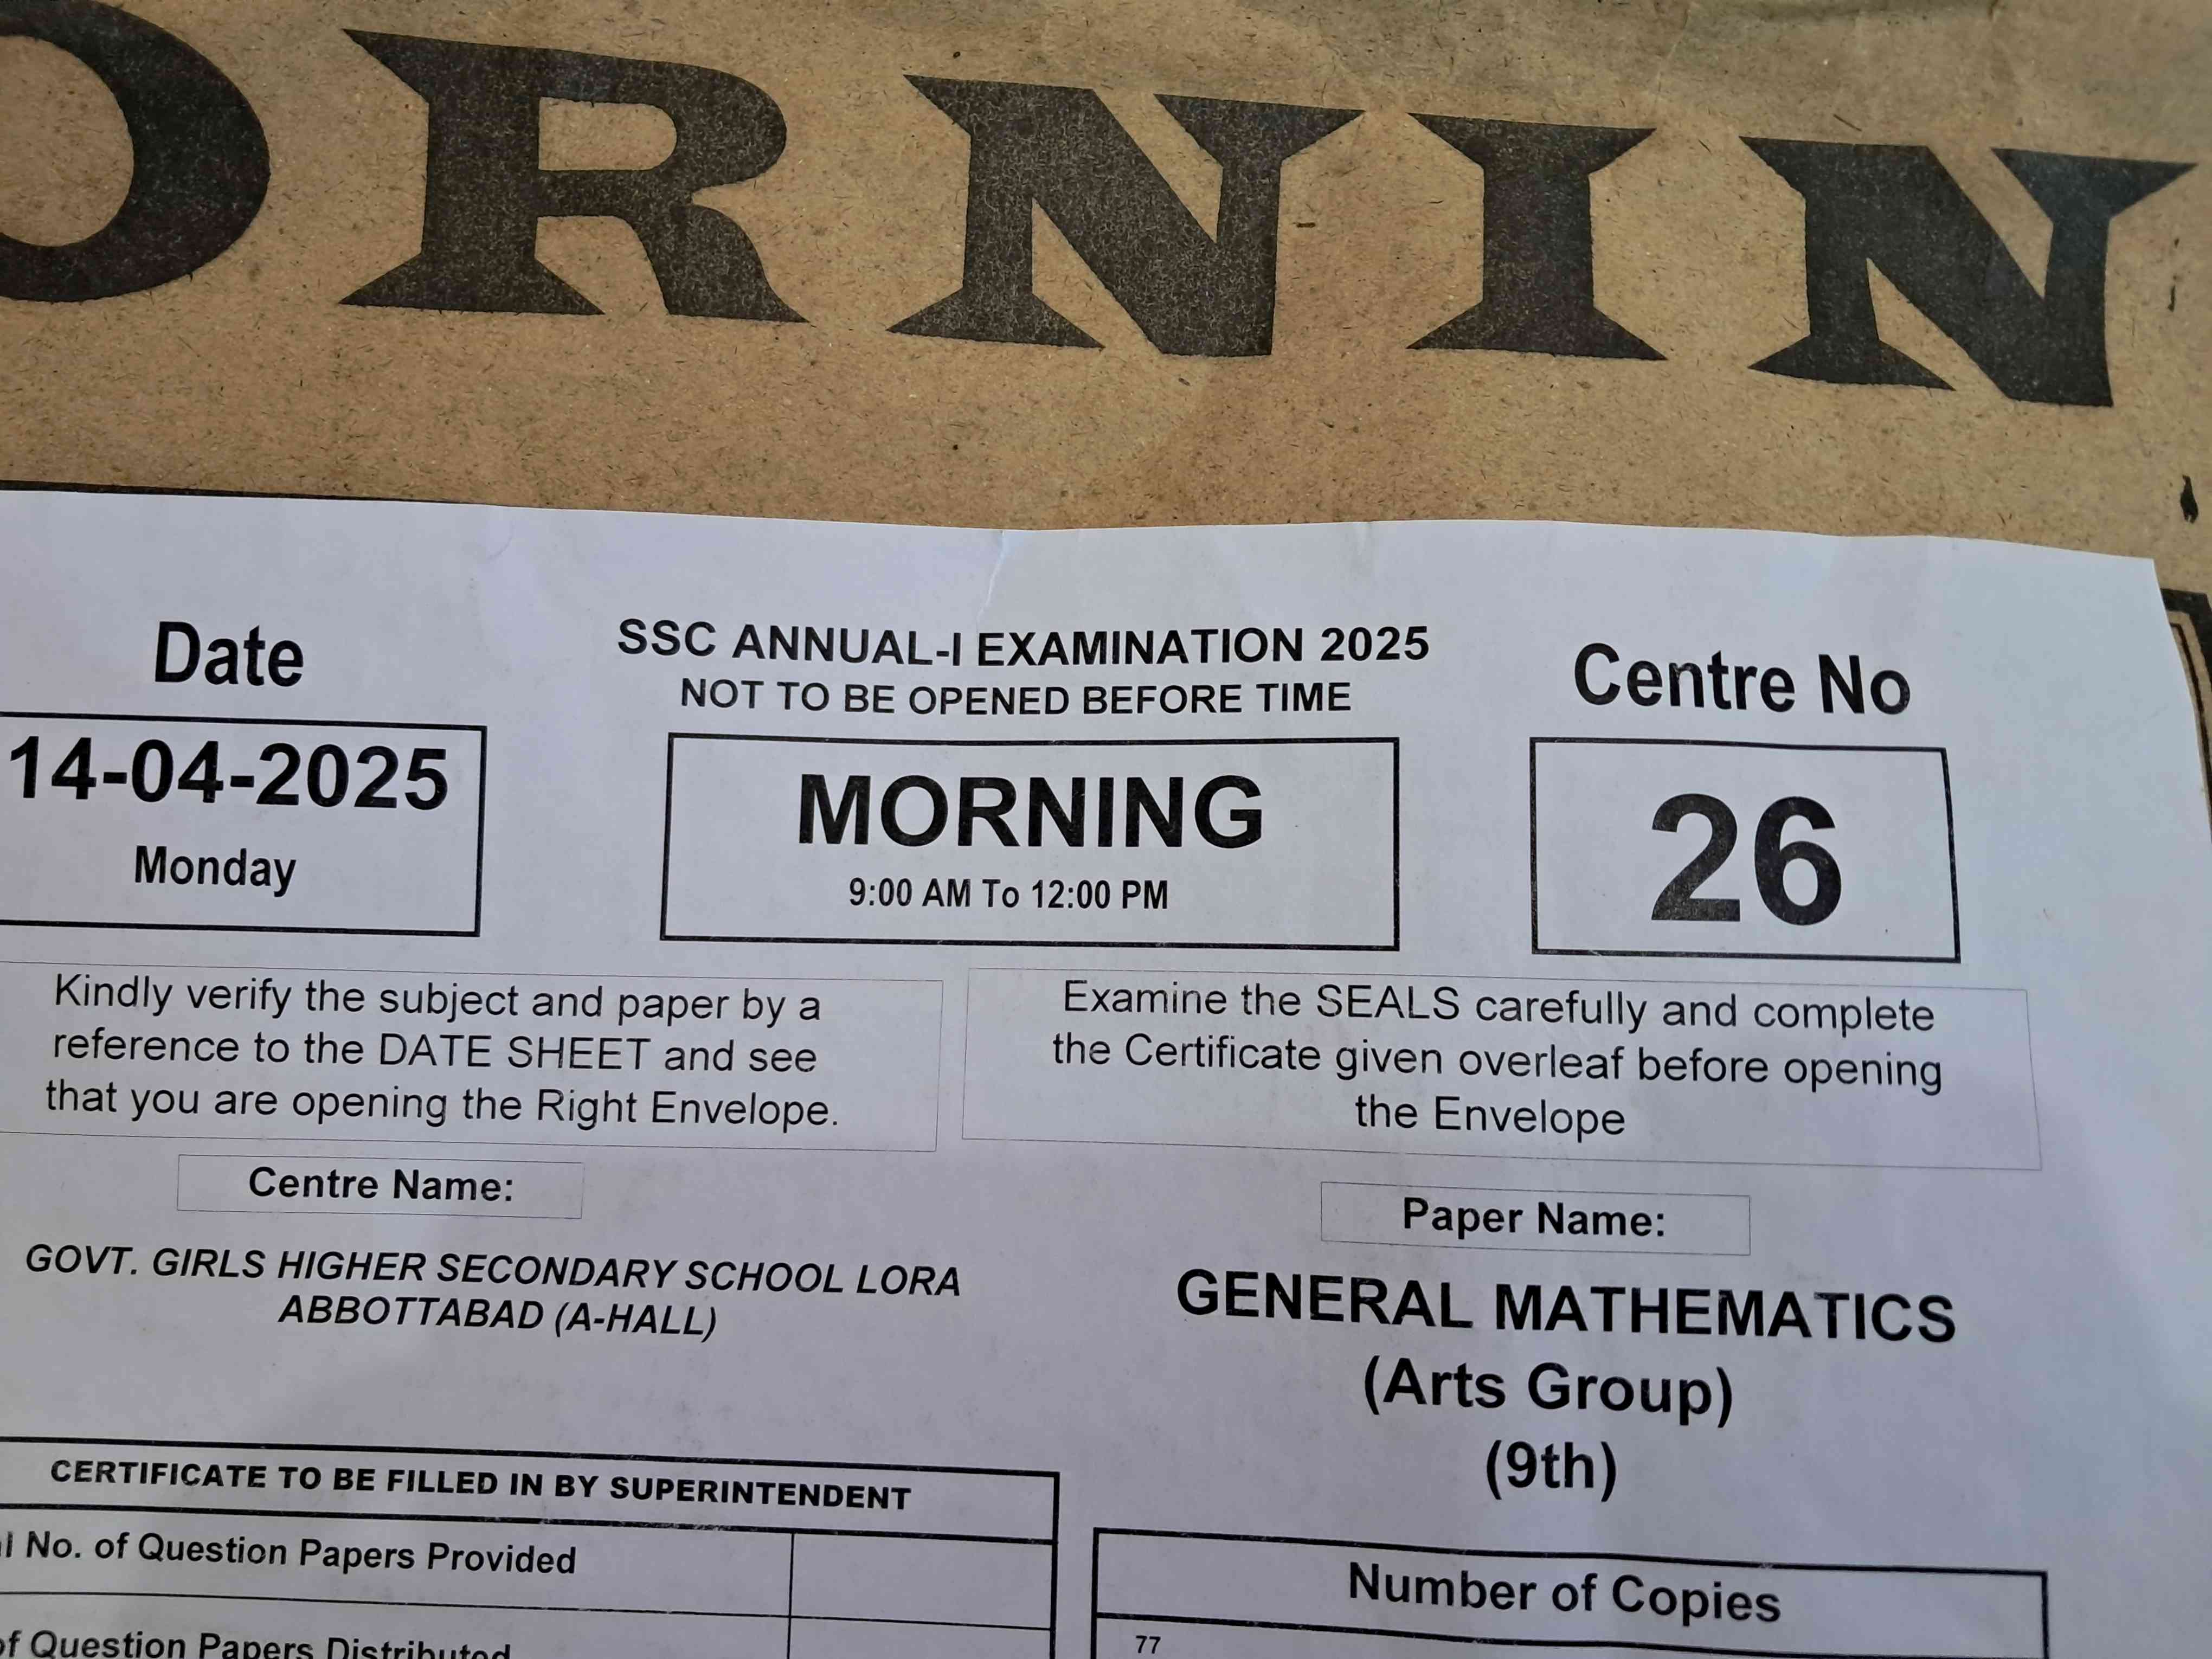 ORNIN
Date
14-04-2025
Monday
SSC ANNUAL-I EXAMINATION 2025
NOT TO BE OPENED BEFORE TIME
MORNING
9:00 AM To 12:00 PM
Centre No
26
Kindly verify the subject and paper by a
reference to the DATE SHEET and see
that you are opening the Right Envelope.
Examine the SEALS carefully and complete
the Certificate given overleaf before opening
the Envelope
Centre Name:
GOVT. GIRLS HIGHER SECONDARY SCHOOL LORA
ABBOTTABAD (A-HALL)
Paper Name:
GENERAL MATHEMATICS
(Arts Group)
(9th)
CERTIFICATE TO BE FILLED IN BY SUPERINTENDENT
l No. of Question Papers Provided
of Question Papers Distributed
Number of Copies
77